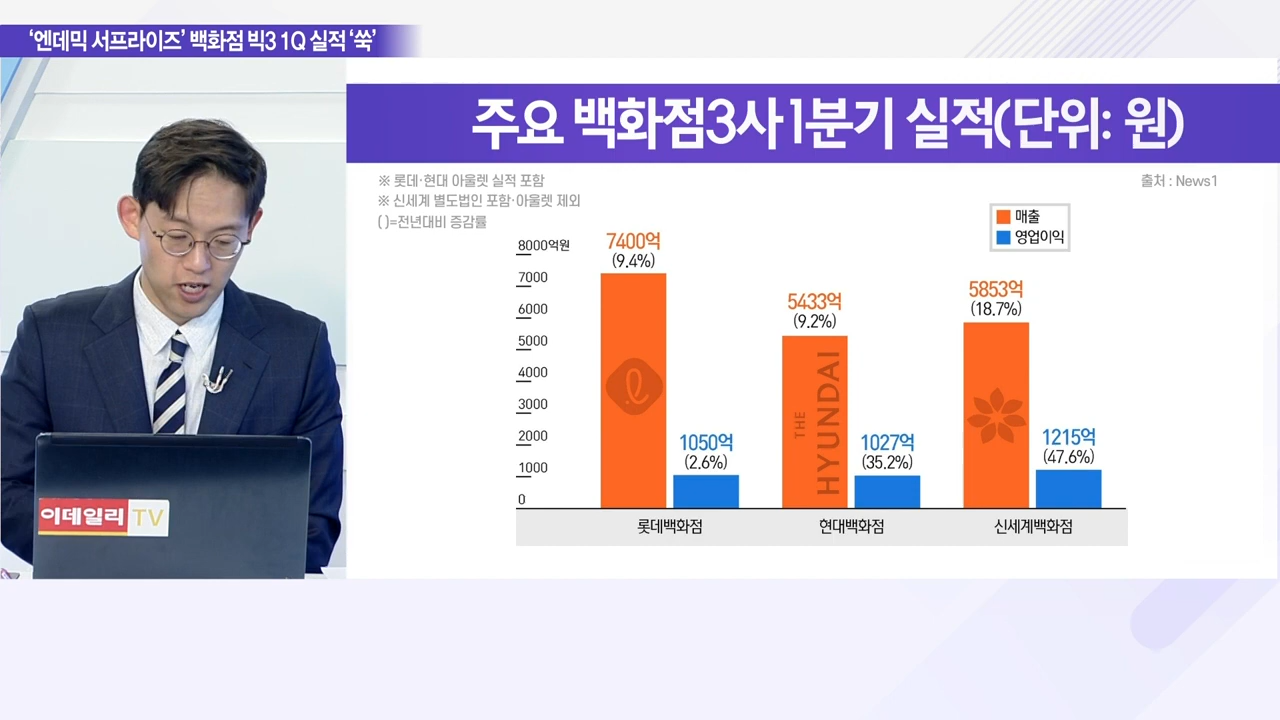 ‘엔데믹 서프라이즈’ 백화점 빅3 1Q 실적 ‘쑥’
주요 백화점3사 1분기 실적(단위: 원)
※ 롯데·현대 아울렛 실적 포함
※ 신세계 별도법인 포함·아울렛 제외
( )=전년대비 증감률
출처 : News1
매출
영업이익
8000억원
7000
6000
5000
4000
3000
2000
1000
0
7400억
(9.4%)
1050억
(2.6%)
5433억
(9.2%)
THE
HYUNDAI
1027억
(35.2%)
5853억
(18.7%)
1215억
(47.6%)
롯데백화점
현대백화점
신세계백화점
이데일리 TV